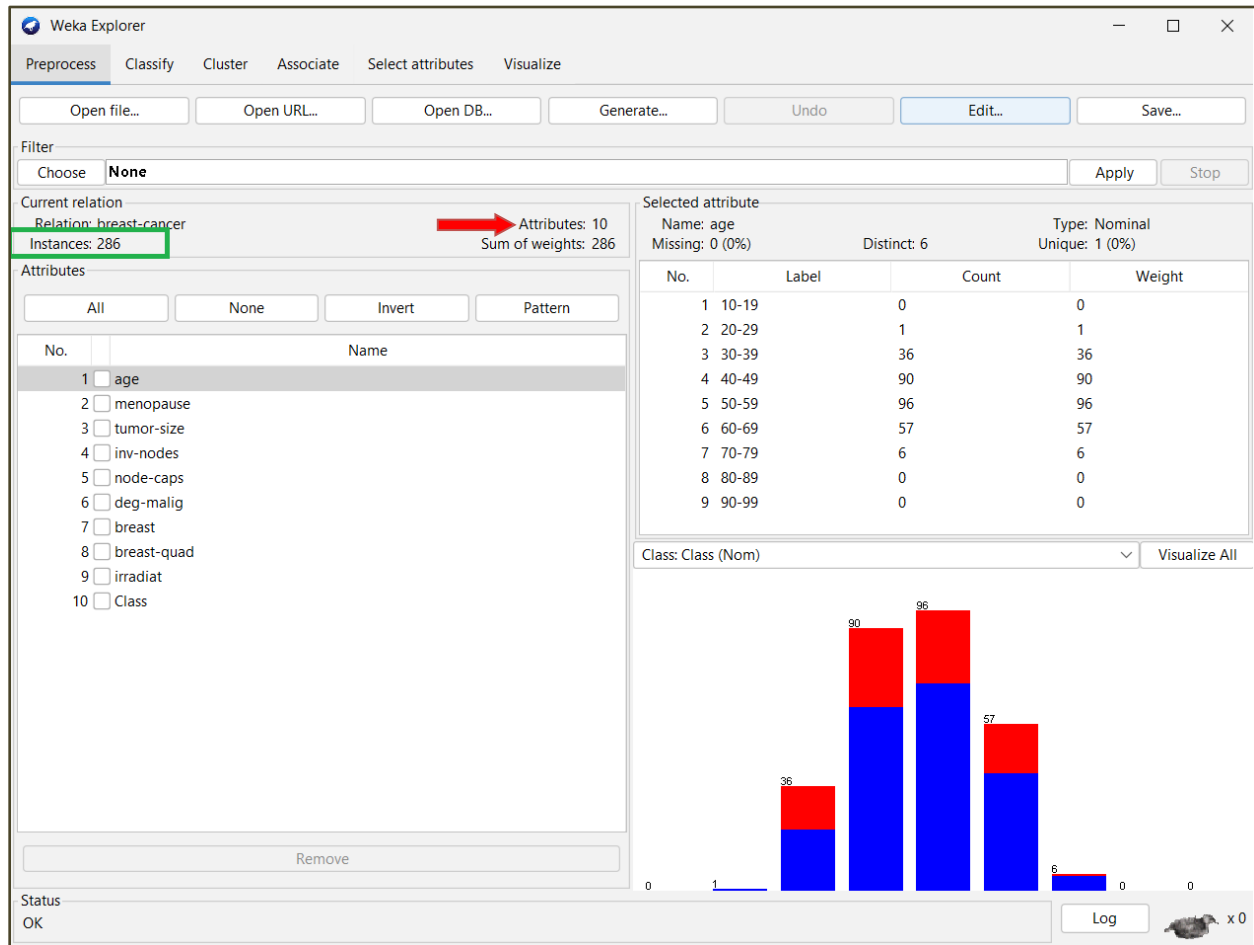 Weka Explorer
Preprocess Classify Cluster Associate Select attributes Visualize
Open file... Open URL... Open DB... Generate... Undo Edit... Save...
Filter
Choose None Apply Stop
Current relation
Relation: breast-cancer Attributes: 10
Instances: 286 Sum of weights: 286
Attributes
All None Invert Pattern
No. Name
1 age
2 menopause
3 tumor-size
4 inv-nodes
5 node-caps
6 deg-malig
7 breast
8 breast-quad
9 irradiat
10 Class
Remove
Selected attribute
Name: age Type: Nominal
Missing: 0 (0%) Distinct: 6 Unique: 1 (0%)
No. Label Count Weight
1 10-19 0 0
2 20-29 1 1
3 30-39 36 36
4 40-49 90 90
5 50-59 96 96
6 60-69 57 57
7 70-79 6 6
8 80-89 0 0
9 90-99 0 0
Class: Class (Nom) Visualize All
0 1 36 90 96 57 6 0 0
Status
OK Log x 0